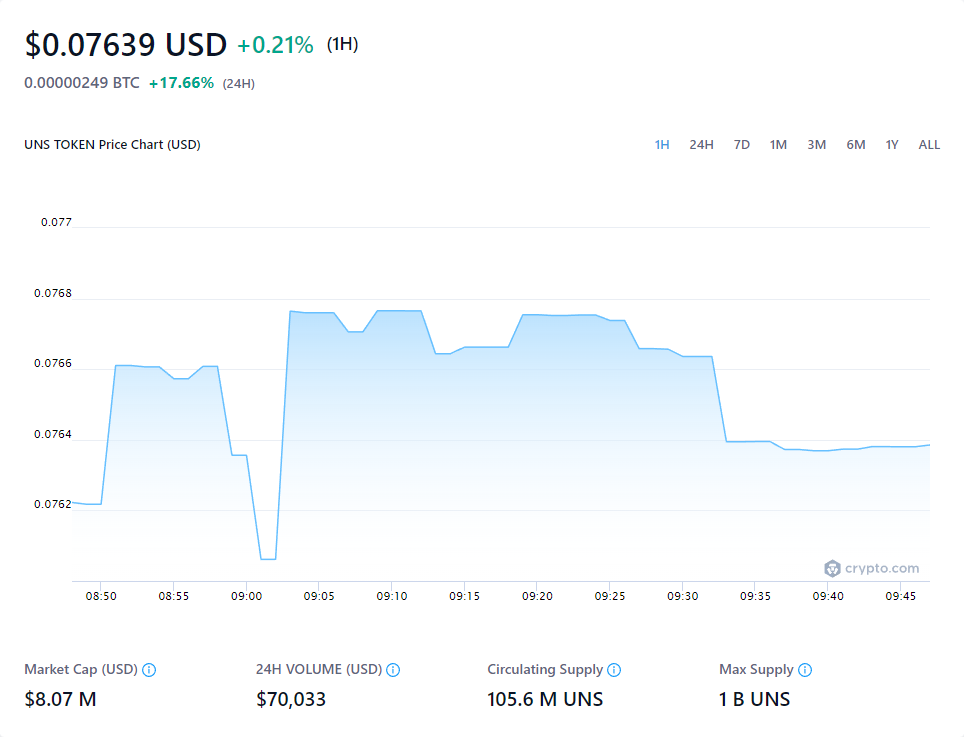 $0.07639 USD +0.21% (1H)
0.00000249 BTC +17.66% (24H)
UNS TOKEN Price Chart (USD) 1H 24H 7D 1M 3M 6M 1Y ALL
0.077
0.0768
0.0766
0.0764
0.0762
crypto.com
08:50 08:55 09:00 09:05 09:10 09:15 09:20 09:25 09:30 09:35 09:40 09:45
Market Cap (USD) 24H VOLUME (USD) Circulating Supply Max Supply
$8.07 M $70,033 105.6 M UNS 1 B UNS